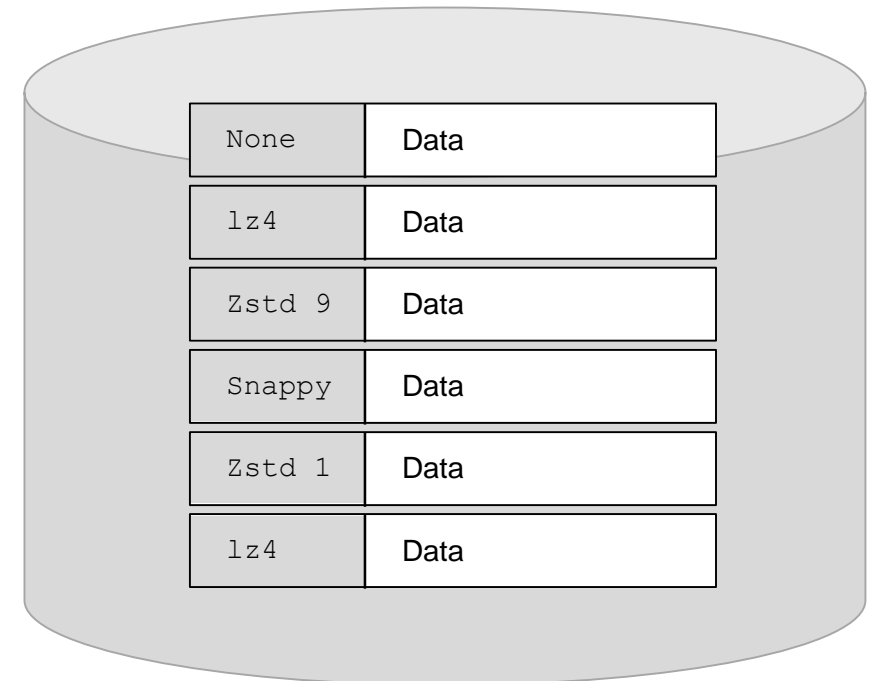 None Data
lz4 Data
Zstd 9 Data
Snappy Data
Zstd 1 Data
lz4 Data